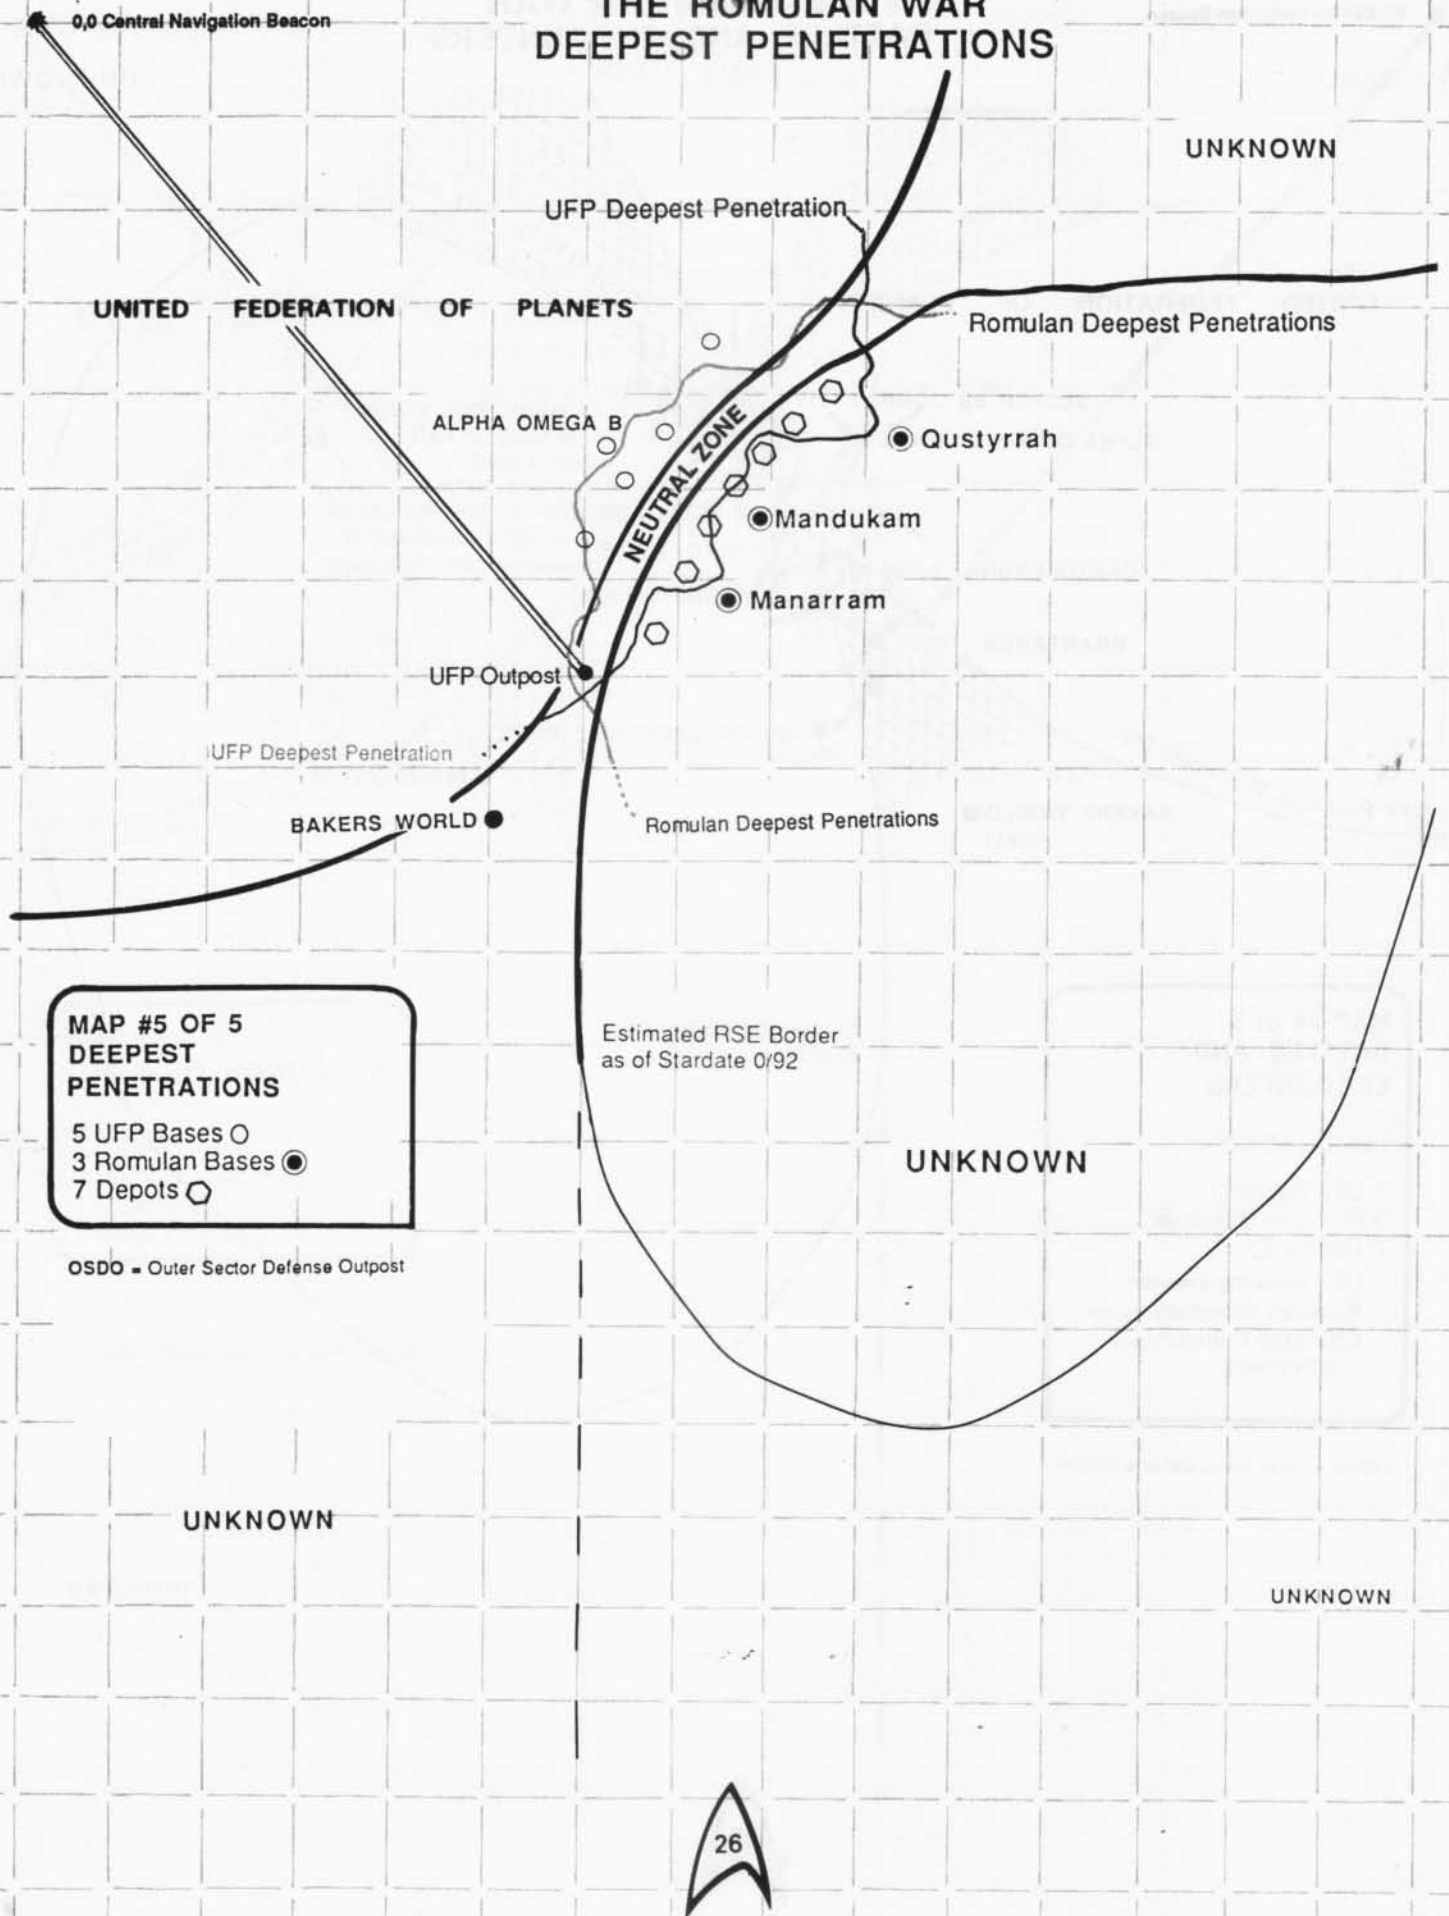 0,0 Central Navigation Beacon
THE ROMULAN WAR
DEEPEST PENETRATIONS
UNKNOWN
UFP Deepest Penetration
UNITED FEDERATION OF PLANETS
Romulan Deepest Penetrations
ALPHA OMEGA B
NEUTRAL ZONE
Qustyrrah
Mandukam
Manarram
UFP Outpost
UFP Deepest Penetration
BAKERS WORLD
Romulan Deepest Penetrations
MAP #5 OF 5
DEEPEST
PENETRATIONS
5 UFP Bases
3 Romulan Bases
7 Depots
Estimated RSE Border
as of Stardate 0/92
UNKNOWN
OSDO = Outer Sector Defense Outpost
UNKNOWN
UNKNOWN
26